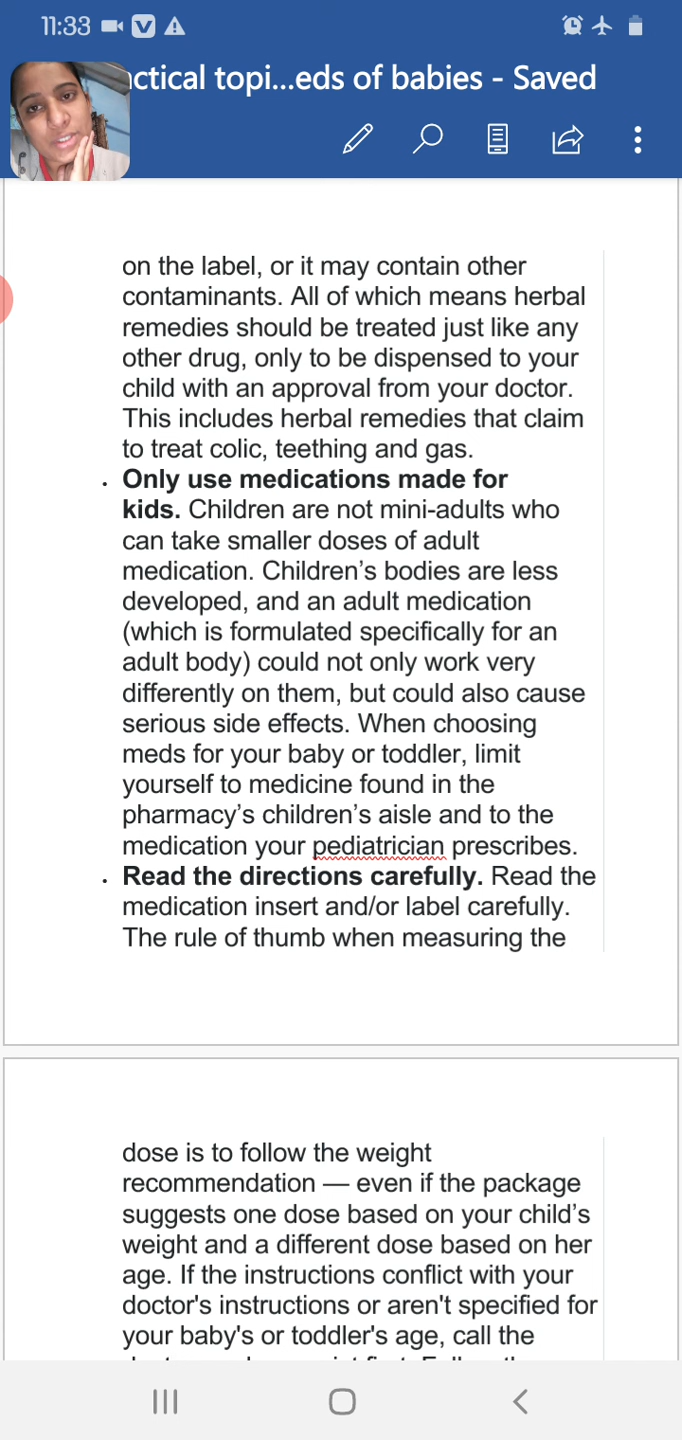 11:33
ctical topi...eds of babies - Saved
on the label, or it may contain other
contaminants. All of which means herbal
remedies should be treated just like any
other drug, only to be dispensed to your
child with an approval from your doctor.
This includes herbal remedies that claim
to treat colic, teething and gas.
• Only use medications made for
kids. Children are not mini-adults who
can take smaller doses of adult
medication. Children’s bodies are less
developed, and an adult medication
(which is formulated specifically for an
adult body) could not only work very
differently on them, but could also cause
serious side effects. When choosing
meds for your baby or toddler, limit
yourself to medicine found in the
pharmacy’s children’s aisle and to the
medication your pediatrician prescribes.
• Read the directions carefully. Read the
medication insert and/or label carefully.
The rule of thumb when measuring the
dose is to follow the weight
recommendation — even if the package
suggests one dose based on your child’s
weight and a different dose based on her
age. If the instructions conflict with your
doctor's instructions or aren't specified for
your baby's or toddler's age, call the